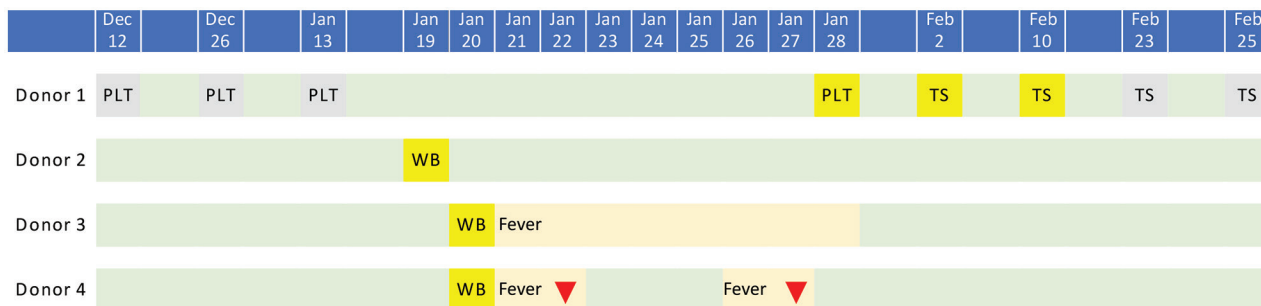 Dec Dec Jan Jan Jan Jan Jan Jan Jan Jan Jan Jan Jan Feb Feb Feb Feb
12 26 13 19 20 21 22 23 24 25 26 27 28 2 10 23 25
Donor 1 PLT PLT PLT PLT TS TS TS TS
Donor 2 WB
Donor 3 WB Fever
Donor 4 WB Fever Fever